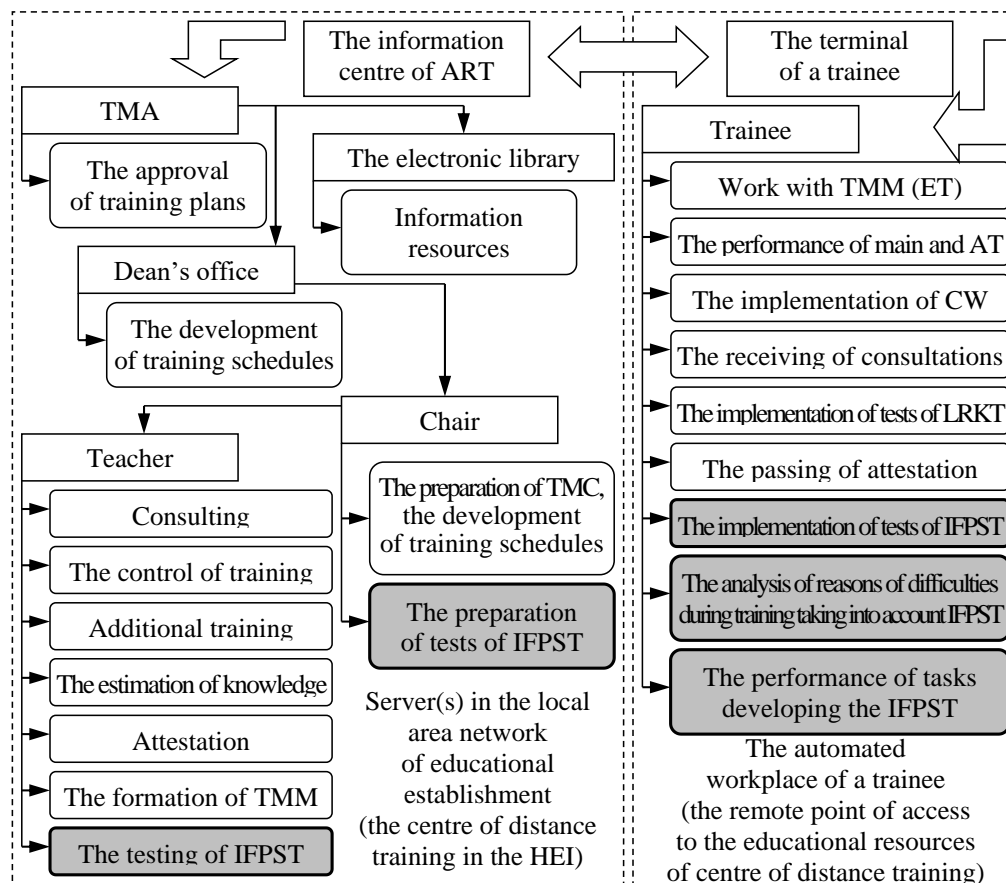 The information
centre of ART
TMA
The approval
of training plans
The electronic library
Information
resources
Dean's office
The development
of training schedules
Chair
The preparation of TMC,
the development
of training schedules
The preparation
of tests of IFPST
Teacher
Consulting
The control of training
Additional training
The estimation of knowledge
Attestation
The formation of TMM
The testing of IFPST
Server(s) in the local
area network
of educational
establishment
(the centre of distance
training in the HEI)
The terminal
of a trainee
Trainee
Work with TMM (ET)
The performance of main and AT
The implementation of CW
The receiving of consultations
The implementation of tests of LRKT
The passing of attestation
The implementation of tests of IFPST
The analysis of reasons of difficulties
during training taking into account IFPST
The performance of tasks
developing the IFPST
The automated
workplace of a trainee
(the remote point of access
to the educational resources
of centre of distance training)